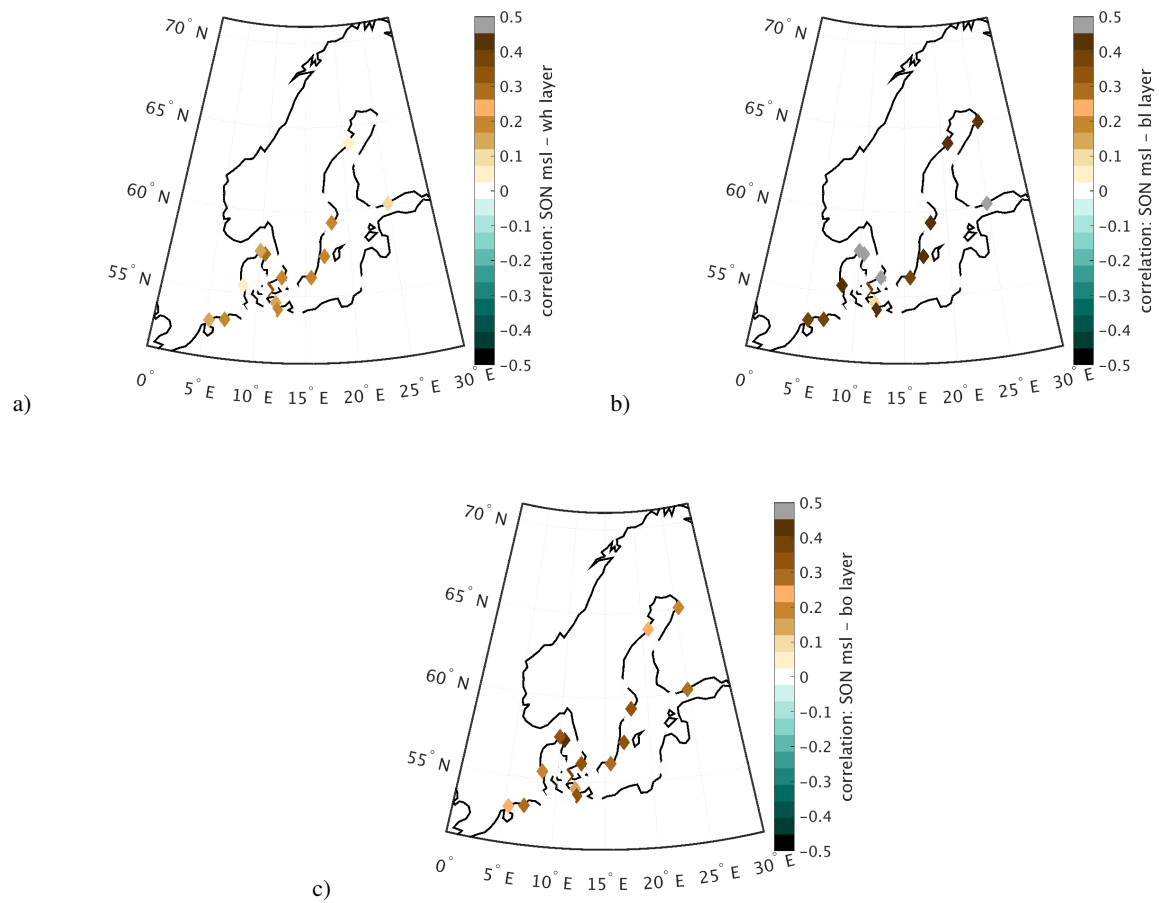 70° N
65° N
60° N
55° N
0°
5° E
10° E
15° E
20° E
25° E
30° E
0.5
0.4
0.3
0.2
0.1
0
−0.1
−0.2
−0.3
−0.4
−0.5
correlation: SON msl − wh layer
a)
70° N
65° N
60° N
55° N
0°
5° E
10° E
15° E
20° E
25° E
30° E
0.5
0.4
0.3
0.2
0.1
0
−0.1
−0.2
−0.3
−0.4
−0.5
correlation: SON msl − bl layer
b)
70° N
65° N
60° N
55° N
0°
5° E
10° E
15° E
20° E
25° E
30° E
0.5
0.4
0.3
0.2
0.1
0
−0.1
−0.2
−0.3
−0.4
−0.5
correlation: SON msl − bo layer
c)